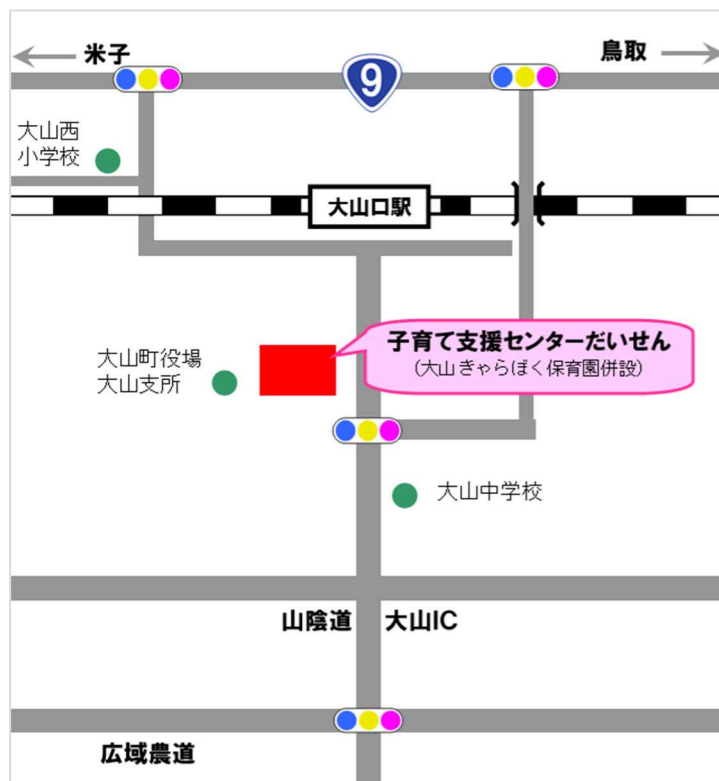 米子
鳥取
9
大山西
小学校
大山口駅
子育て支援センターだいせん
(大山きゃらぼく保育園併設)
大山町役場
大山支所
大山中学校
山陰道
大山IC
広域農道